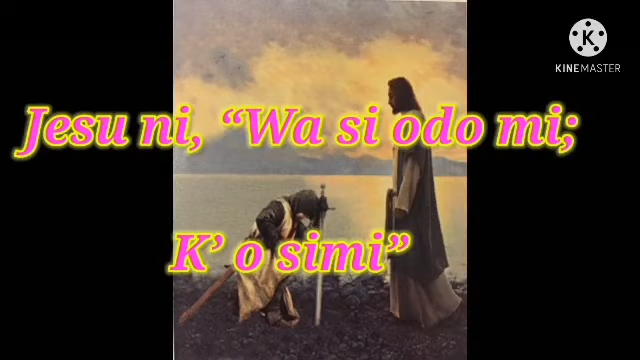 KINEMASTER
Jesu ni, “Wa si odo mi;
K’ o simi”